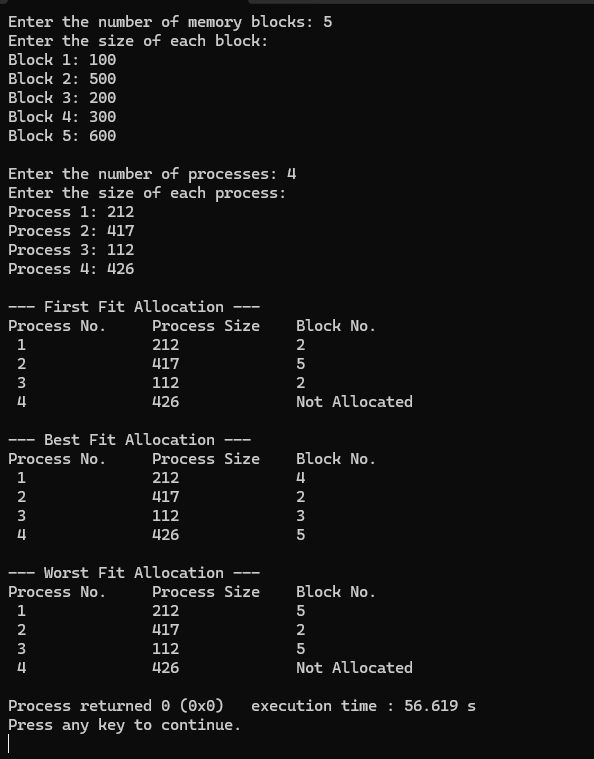 Enter the number of memory blocks: 5
Enter the size of each block:
Block 1: 100
Block 2: 500
Block 3: 200
Block 4: 300
Block 5: 600
Enter the number of processes: 4
Enter the size of each process:
Process 1: 212
Process 2: 417
Process 3: 112
Process 4: 426
--- First Fit Allocation ---
Process No.     Process Size    Block No.
 1              212             2
 2              417             5
 3              112             2
 4              426             Not Allocated
--- Best Fit Allocation ---
Process No.     Process Size    Block No.
 1              212             4
 2              417             2
 3              112             3
 4              426             5
--- Worst Fit Allocation ---
Process No.     Process Size    Block No.
 1              212             5
 2              417             2
 3              112             5
 4              426             Not Allocated
Process returned 0 (0x0)   execution time : 56.619 s
Press any key to continue.